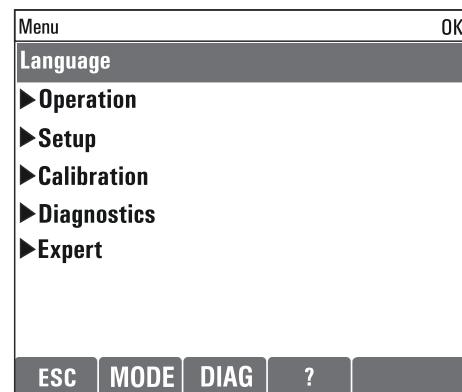 Menu OK
Language
▶Operation
▶Setup
▶Calibration
▶Diagnostics
▶Expert
ESC MODE DIAG ?